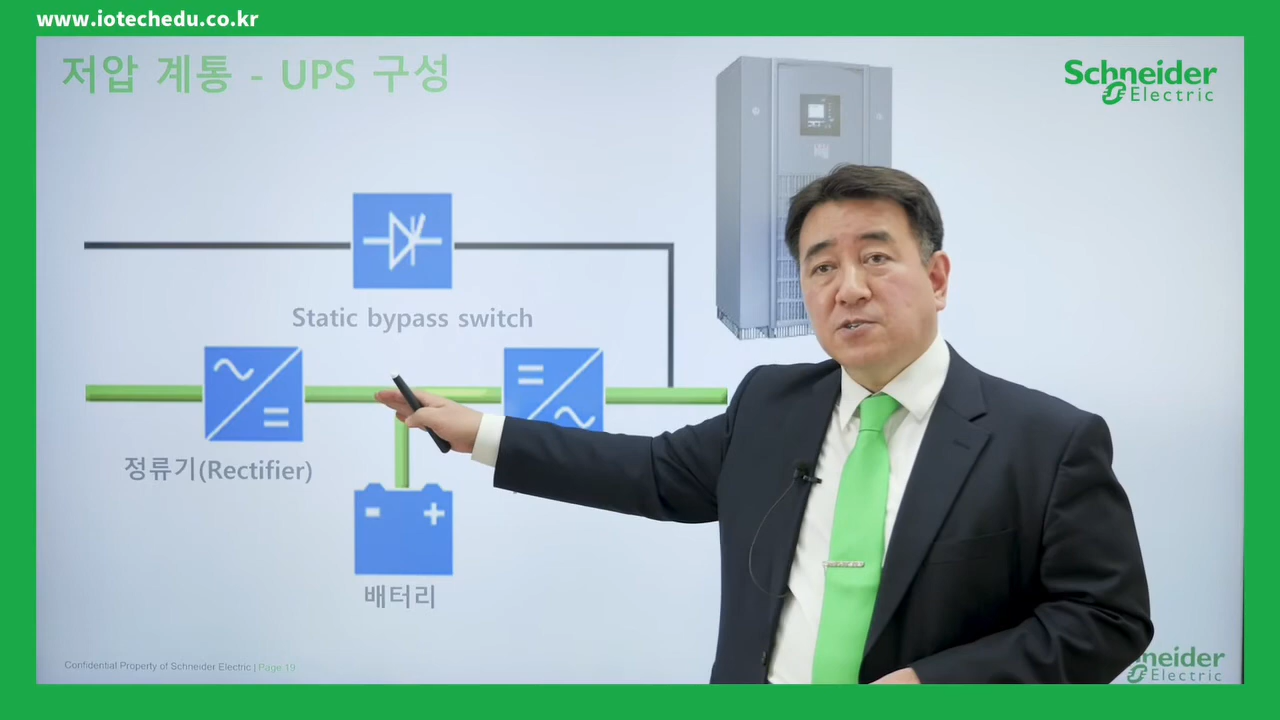 www.iotechedu.co.kr
저압 계통 - UPS 구성
Schneider
Electric
Static bypass switch
정류기(Rectifier)
배터리
Confidential Property of Schneider Electric | Page 19
neider
Electric